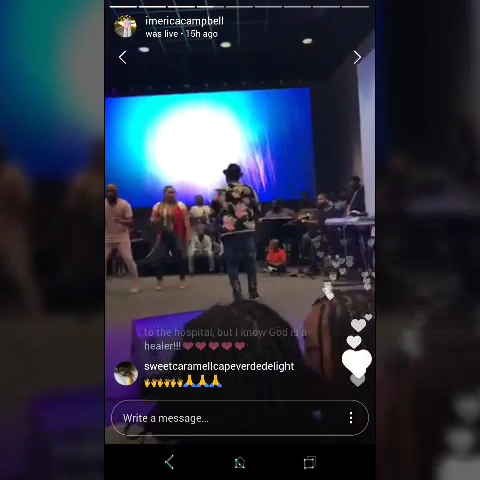 imericacampbell
was live • 15h ago
to the hospital, but I know God is a
healer!!!❤❤❤❤❤
sweetcaramellcapeverdedelight
🙌🙌🙌🙌🙏🙏🙏
Write a message...